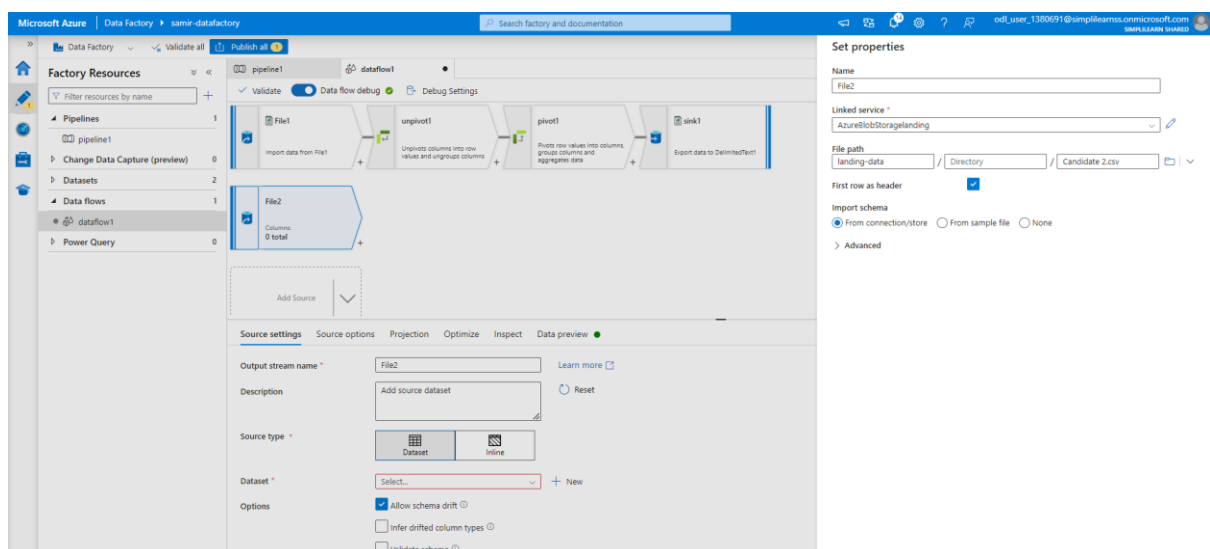 Microsoft Azure
Data Factory
samir-datafactory
Search factory and documentation
odl_user_1380691@simplilearnss.onmicrosoft.com
SIMPLILEARN SHARED
Data Factory
Validate all
Publish all 1
Factory Resources
Filter resources by name
Pipelines 1
pipeline1
Change Data Capture (preview) 0
Datasets 2
Data flows 1
dataflow1
Power Query 0
pipeline1
dataflow1
Validate
Data flow debug
Debug Settings
File1
Import data from File1
unpivot1
Unpivots columns into row
values and ungroups columns
pivot1
Pivots row values into columns,
groups columns and
aggregates data
sink1
Export data to DelimitedText1
File2
Columns:
0 total
Add Source
Source settings
Source options
Projection
Optimize
Inspect
Data preview
Output stream name *
File2
Learn more
Description
Add source dataset
Reset
Source type *
Dataset
Inline
Dataset *
Select...
New
Options
Allow schema drift
Infer drifted column types
Validate schema
Set properties
Name
File2
Linked service *
AzureBlobStoragelanding
File path
landing-data / Directory / Candidate 2.csv
First row as header
Import schema
From connection/store
From sample file
None
Advanced